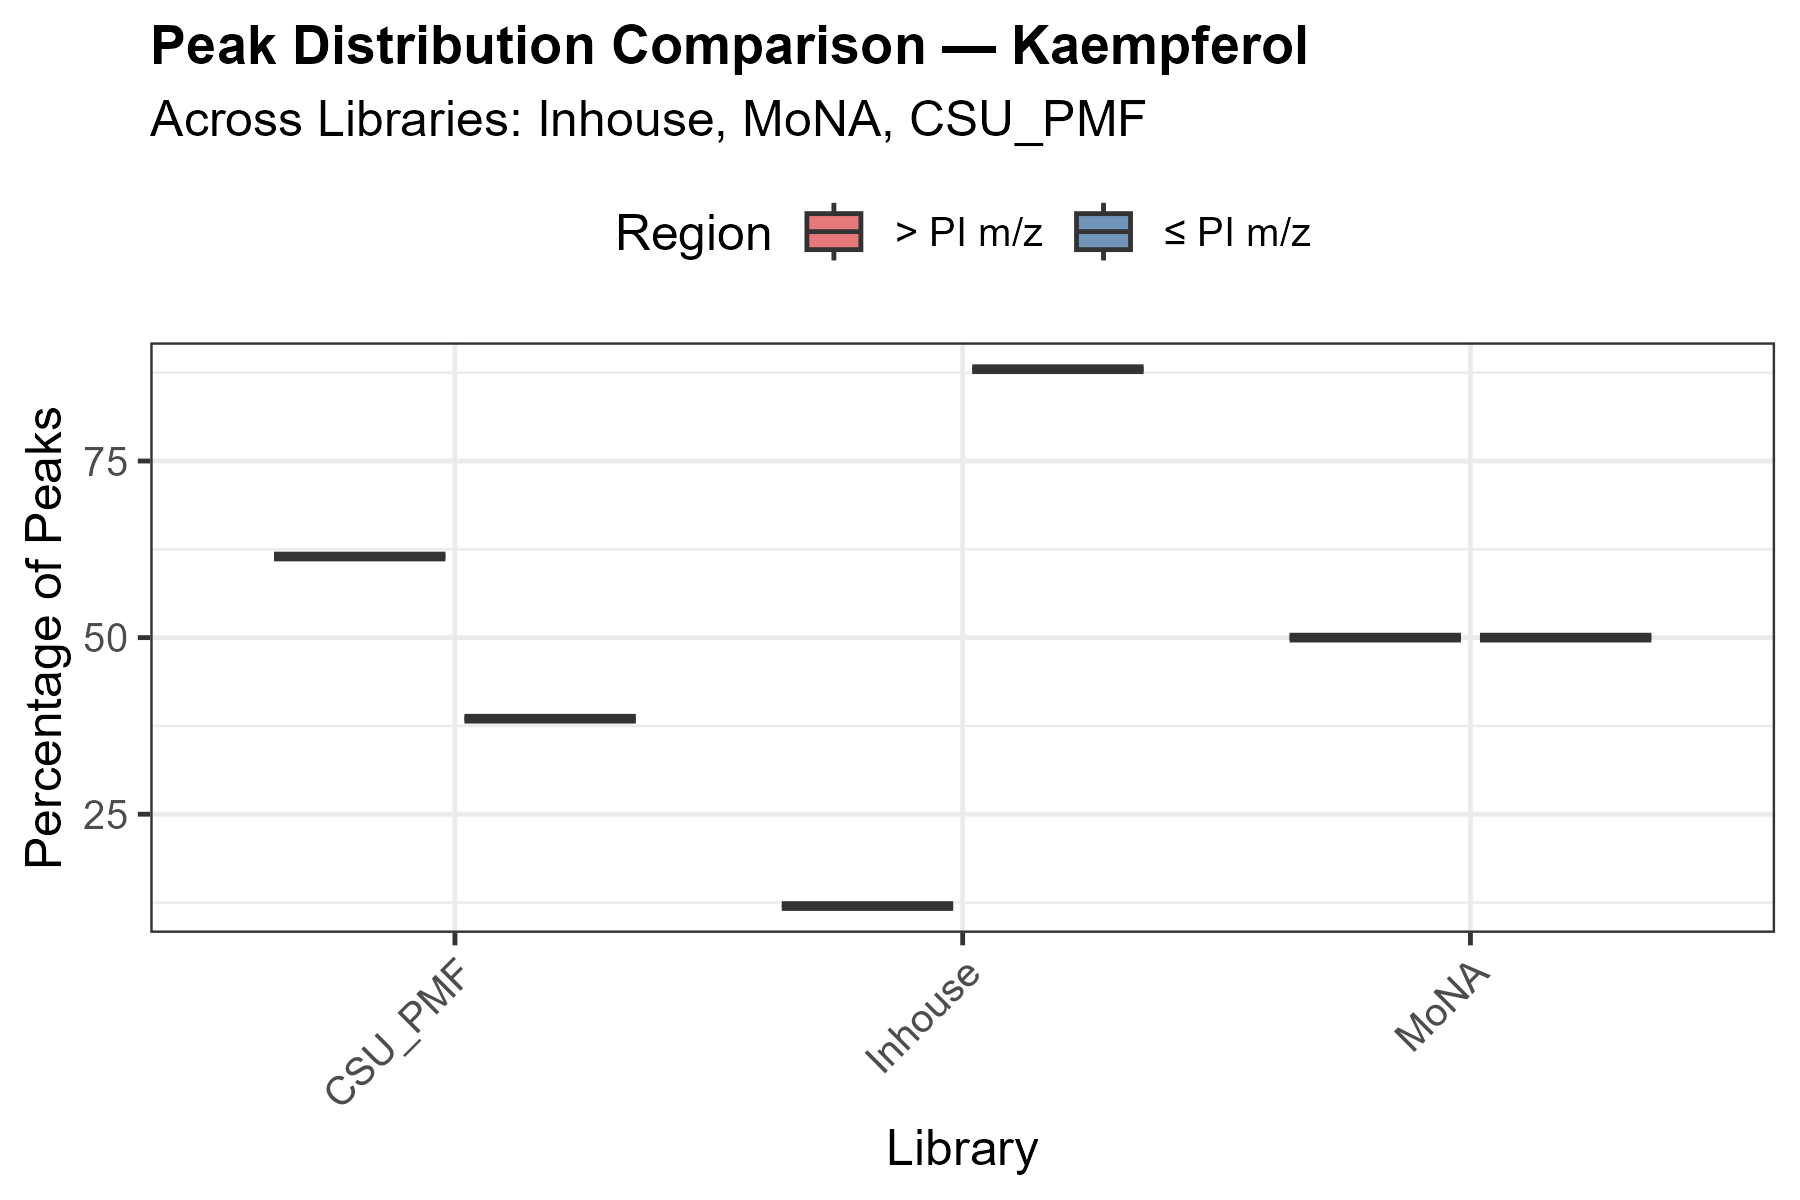 Peak Distribution Comparison — Kaempferol
Across Libraries: Inhouse, MoNA, CSU_PMF
Region > PI m/z ≤ PI m/z
Percentage of Peaks
75
50
25
CSU_PMF
Inhouse
MoNA
Library